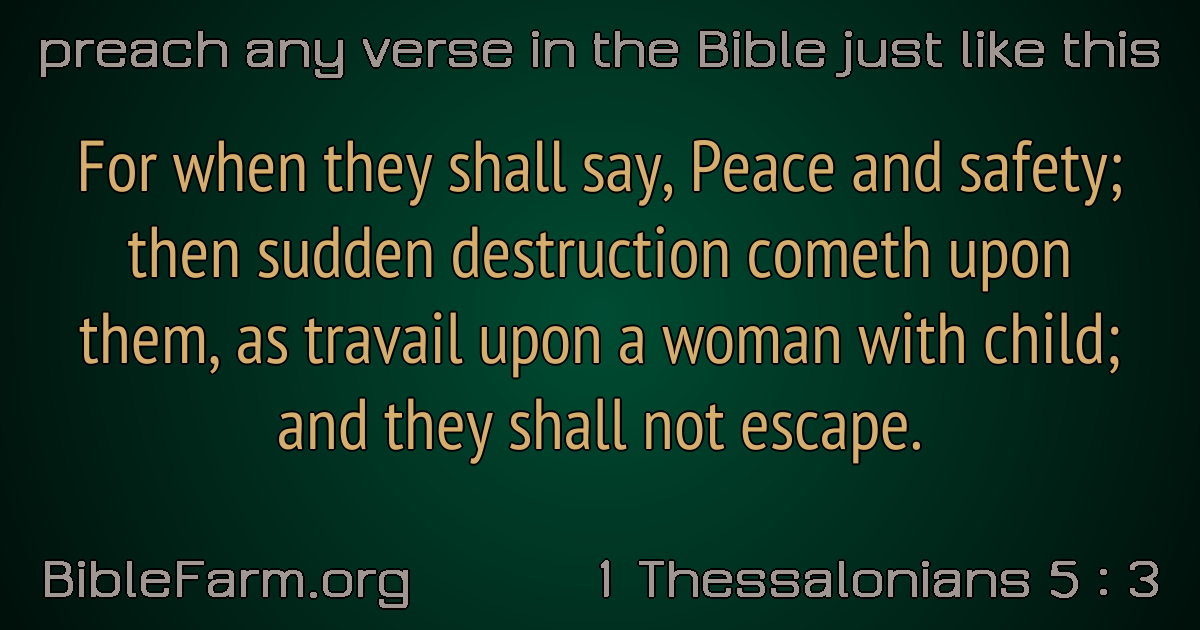 preach any verse in the Bible just like this
For when they shall say, Peace and safety;
then sudden destruction cometh upon
them, as travail upon a woman with child;
and they shall not escape.
BibleFarm.org
1 Thessalonians 5 : 3